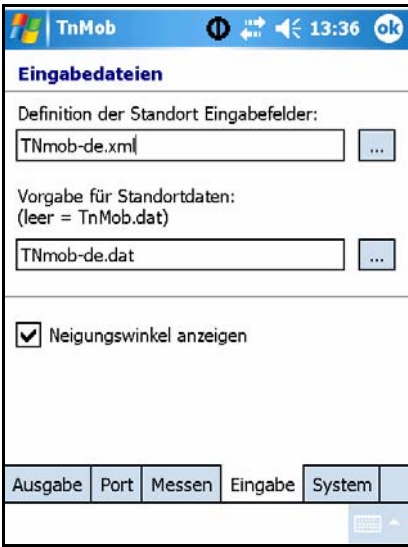 TnMob 13:36 ok
Eingabedateien
Definition der Standort Eingabefelder:
TNmob-de.xml
...
Vorgabe für Standortdaten:
(leer = TnMob.dat)
TNmob-de.dat
...
Neigungswinkel anzeigen
Ausgabe Port Messen Eingabe System